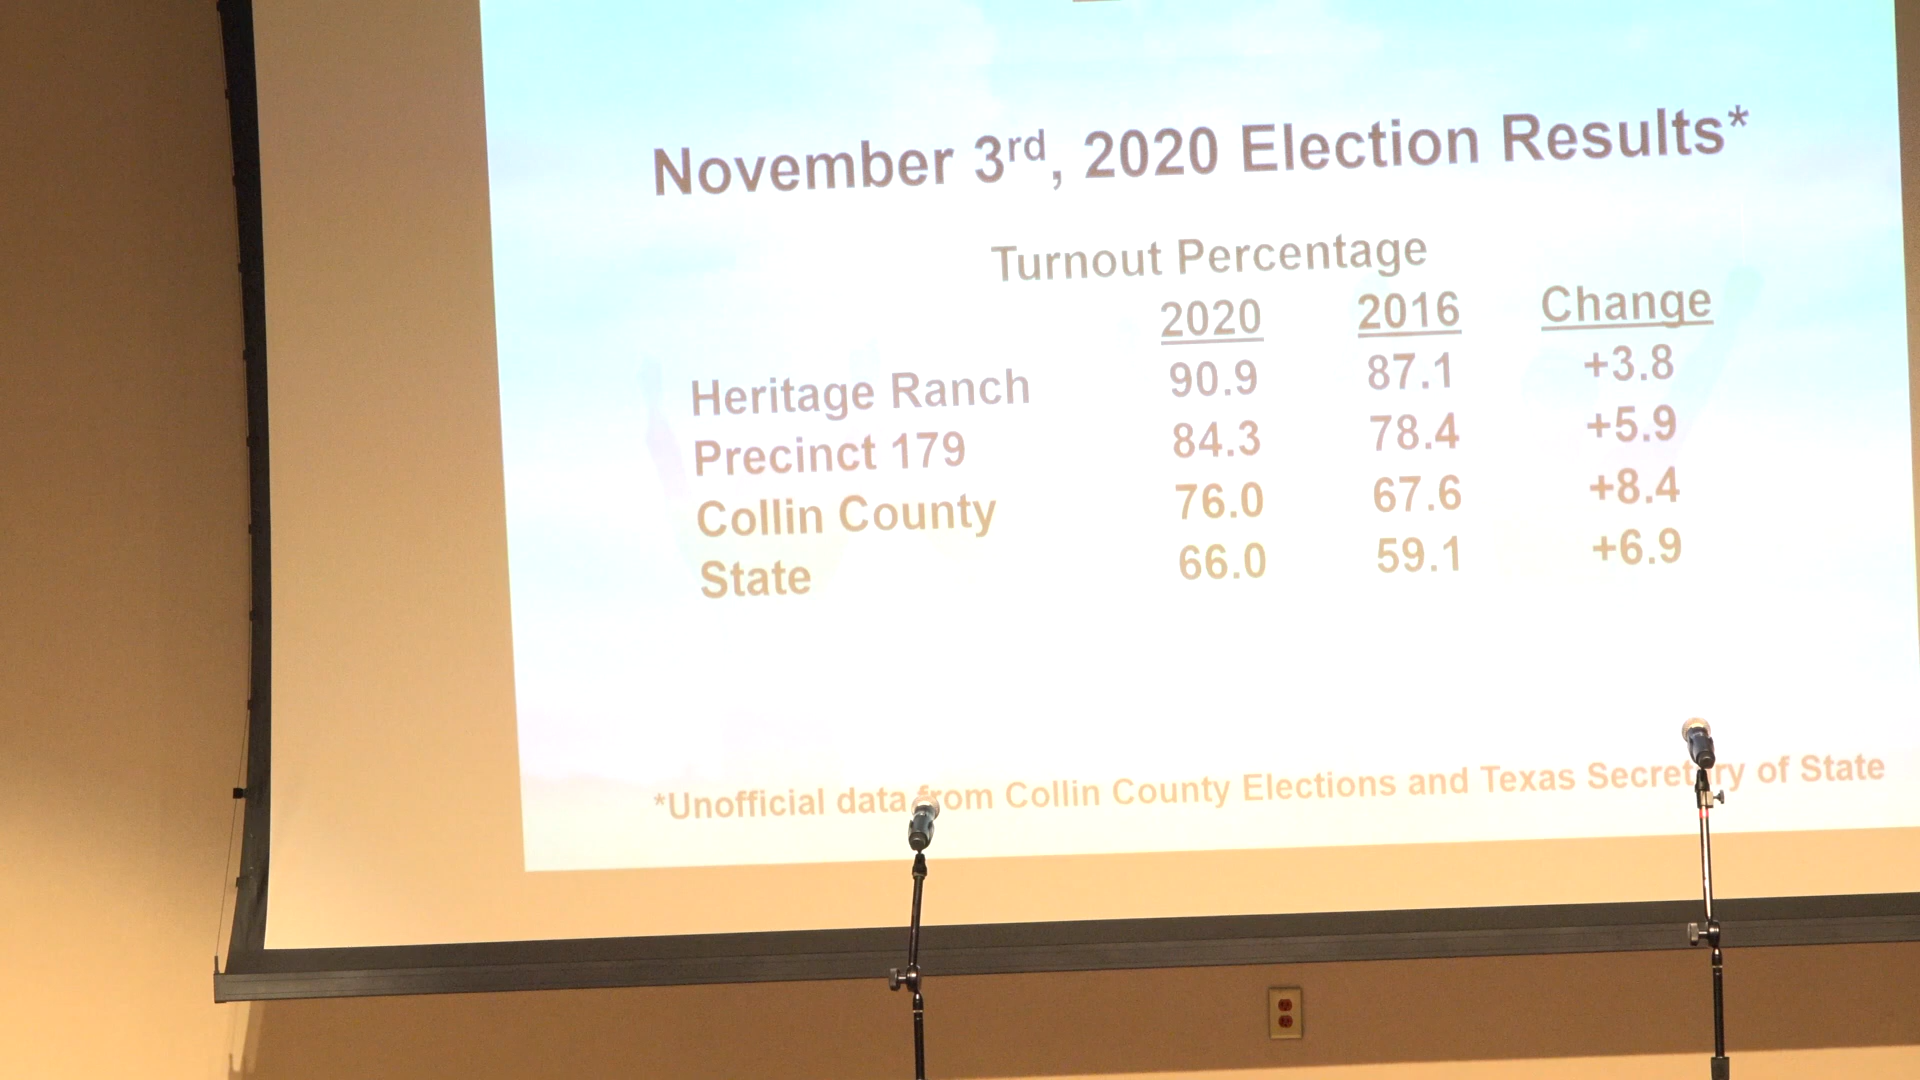 November 3rd, 2020 Election Results*
Turnout Percentage
2020 2016 Change
Heritage Ranch 90.9 87.1 +3.8
Precinct 179 84.3 78.4 +5.9
Collin County 76.0 67.6 +8.4
State 66.0 59.1 +6.9
*Unofficial data from Collin County Elections and Texas Secretary of State